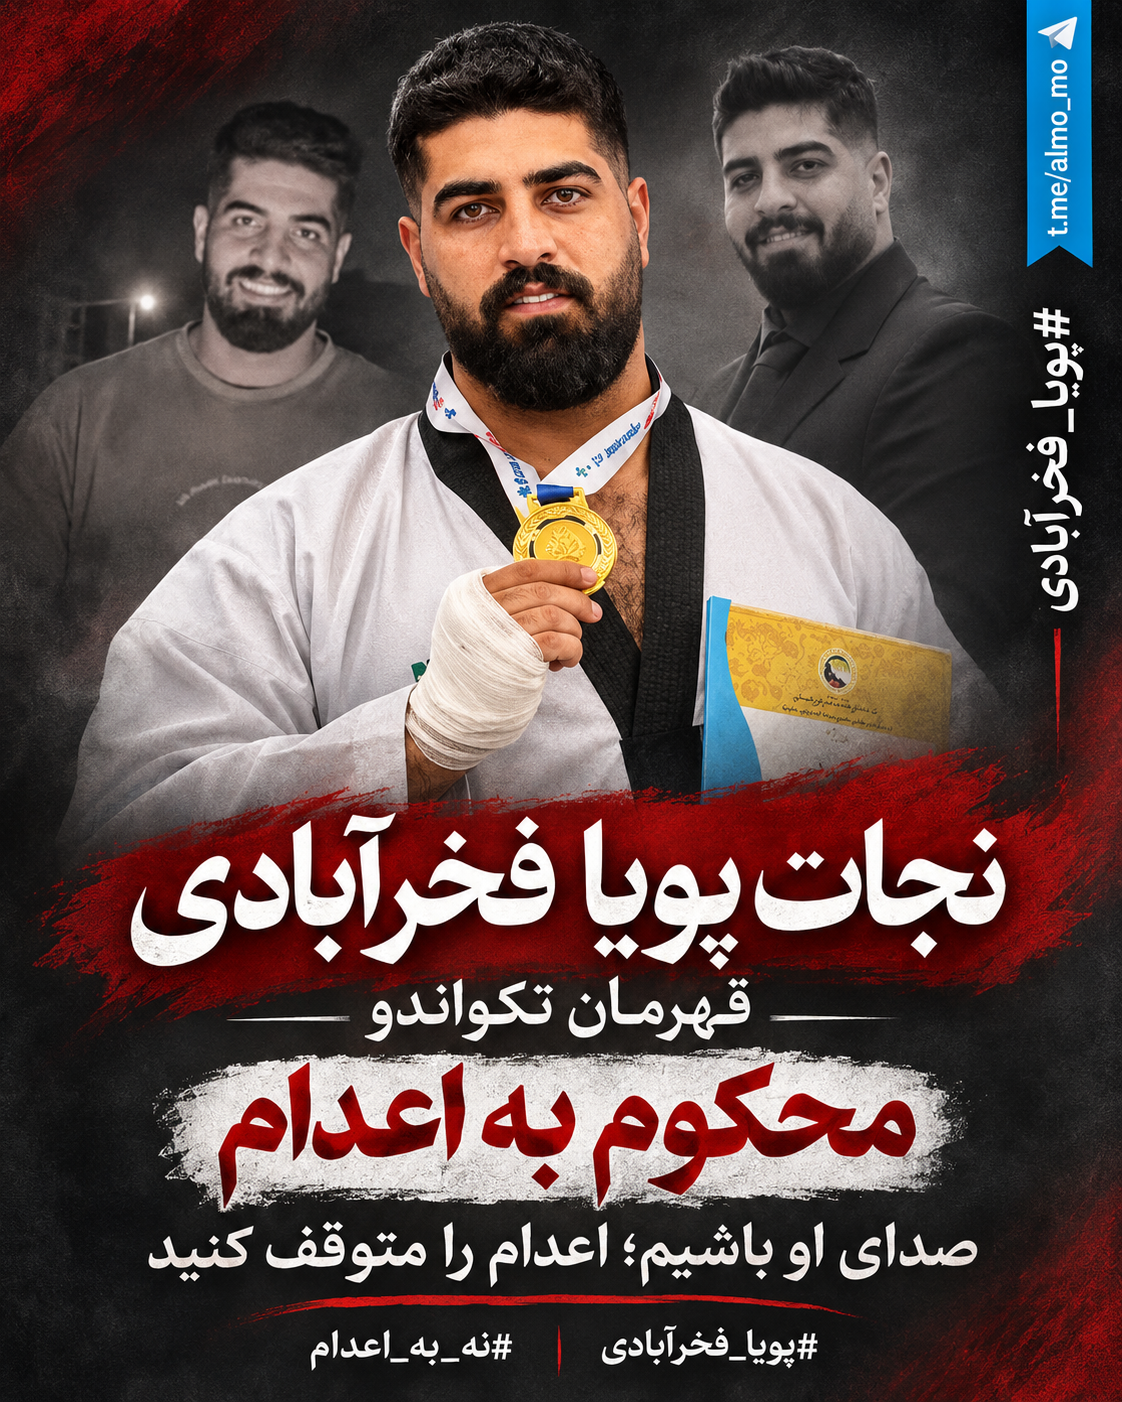 t.me/almo_mo
#پویا_فخرآبادی
نجات پویا فخرآبادی
قهرمان تکواندو
محکوم به اعدام
صدای او باشیم؛ اعدام را متوقف کنید
#پویا_فخرآبادی | #نه_به_اعدام